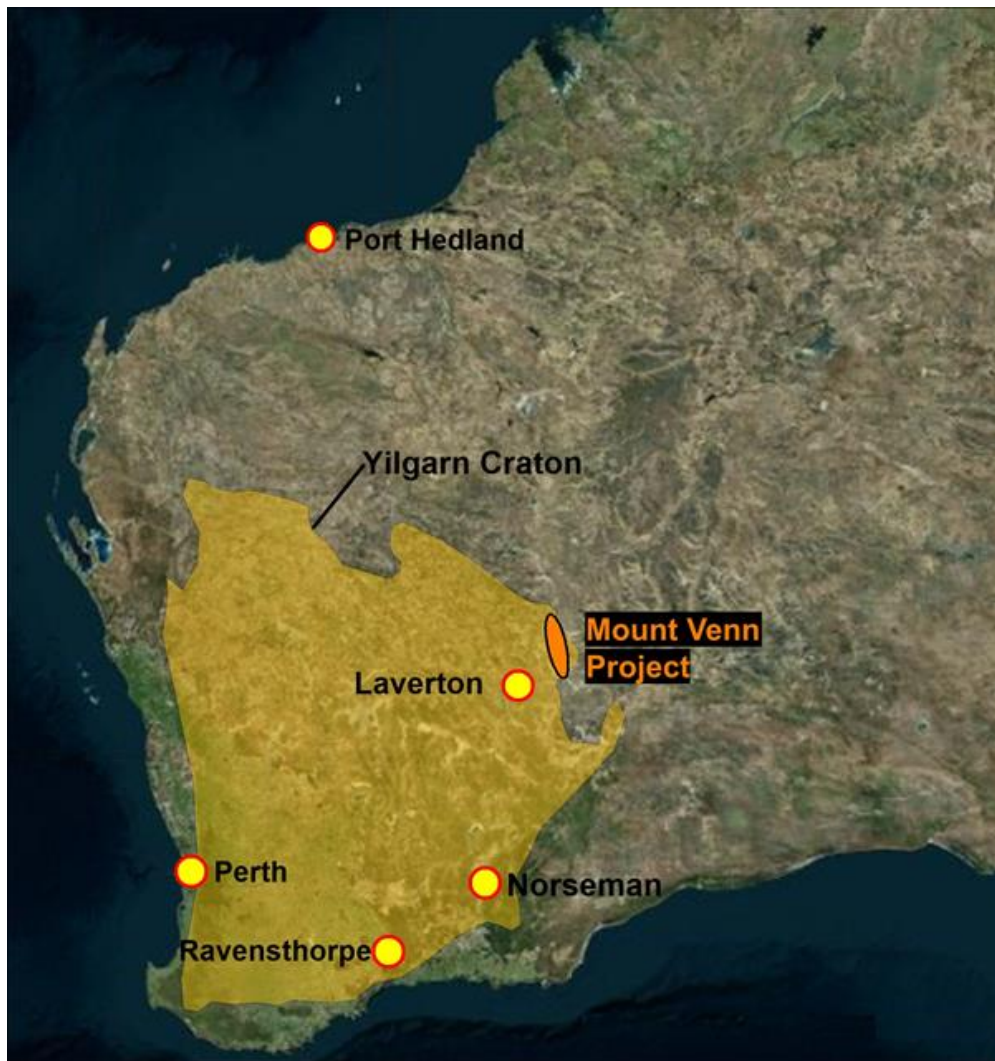 Port Hedland
Yilgarn Craton
Mount Venn
Project
Laverton
Perth
Norseman
Ravensthorpe